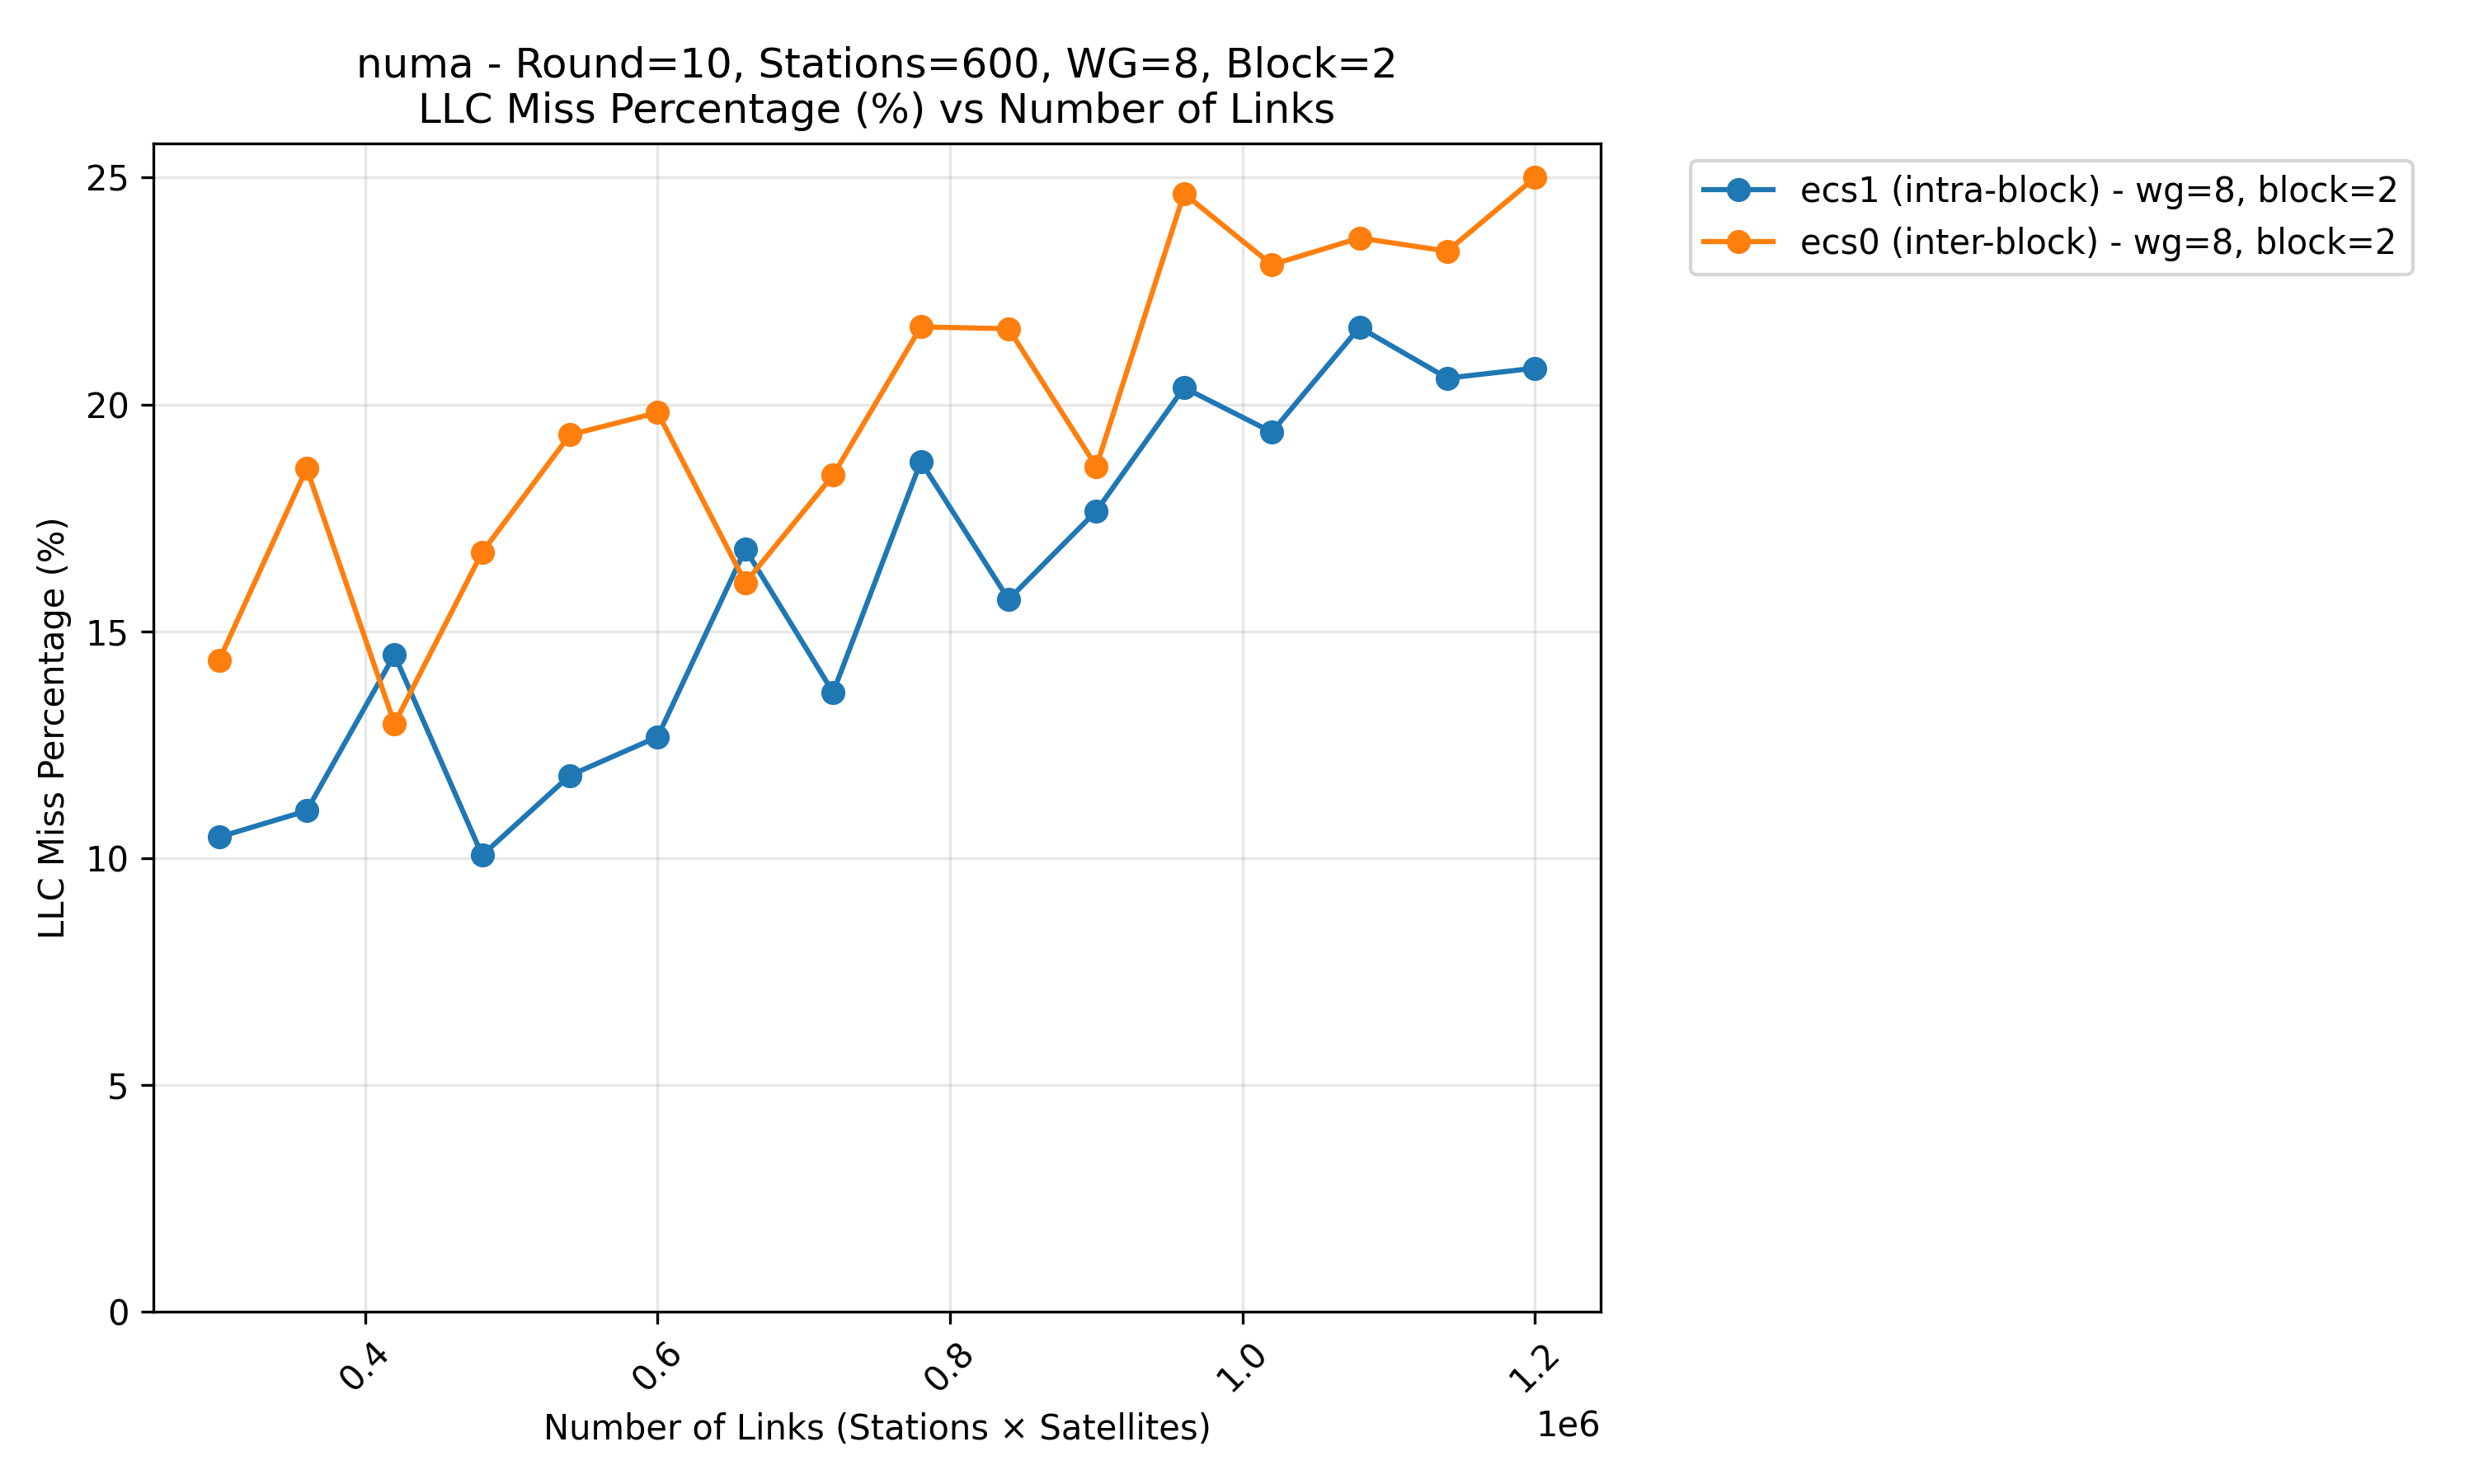 numa - Round=10, Stations=600, WG=8, Block=2
LLC Miss Percentage (%) vs Number of Links
ecs1 (intra-block) - wg=8, block=2
ecs0 (inter-block) - wg=8, block=2
LLC Miss Percentage (%)
25
20
15
10
5
0
0.4
0.6
0.8
1.0
1.2
1e6
Number of Links (Stations × Satellites)